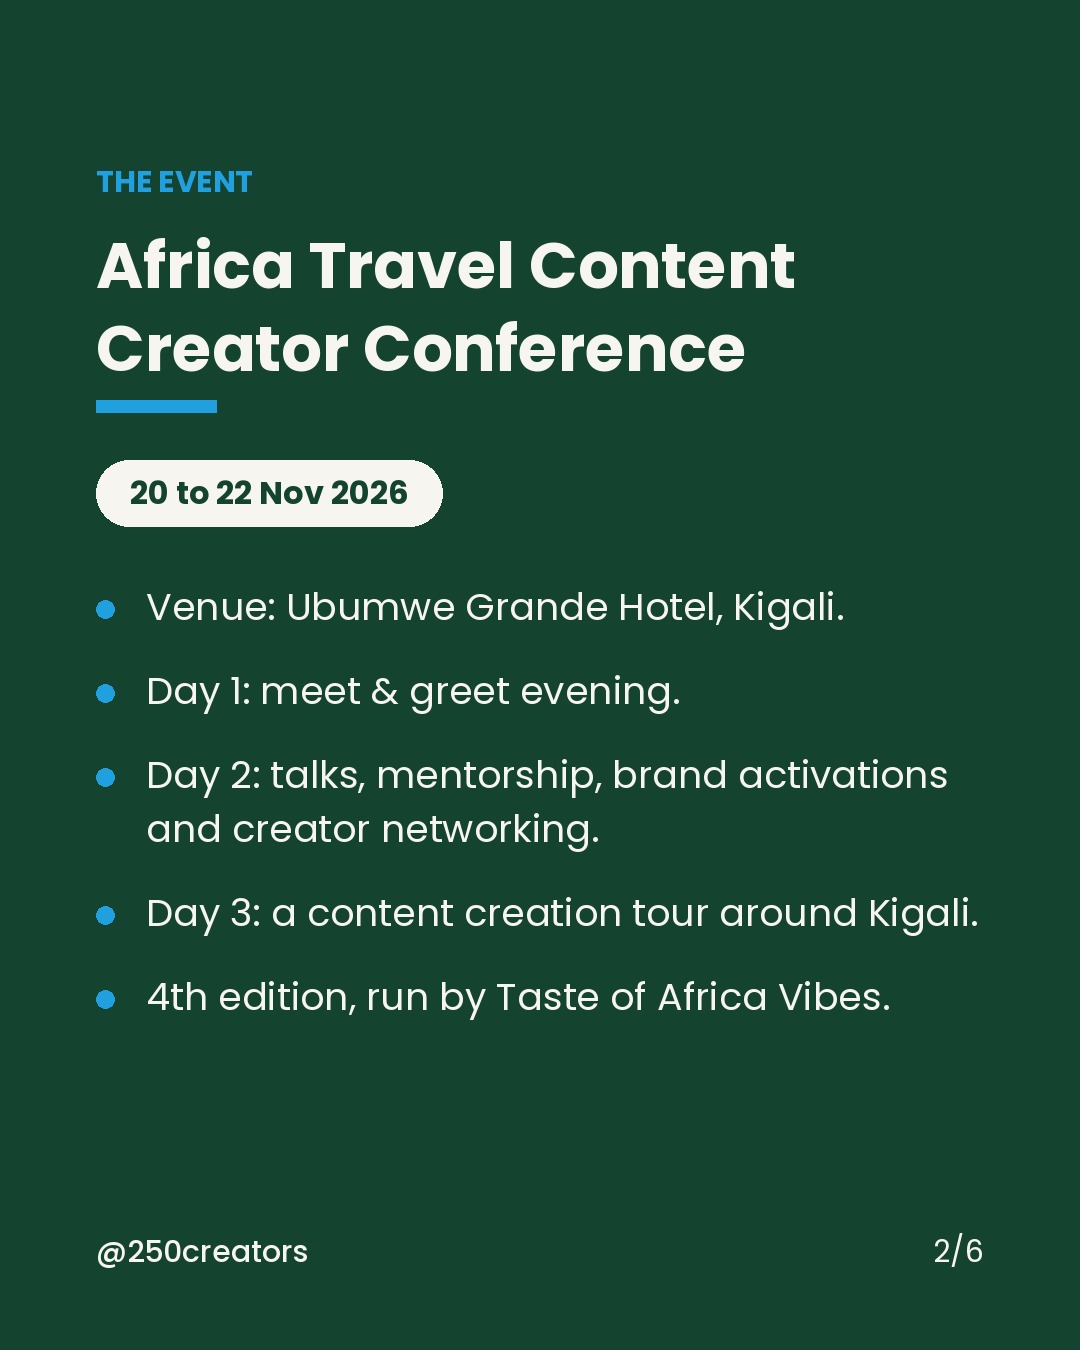 THE EVENT
Africa Travel Content
Creator Conference
20 to 22 Nov 2026
Venue: Ubumwe Grande Hotel, Kigali.
Day 1: meet & greet evening.
Day 2: talks, mentorship, brand activations
and creator networking.
Day 3: a content creation tour around Kigali.
4th edition, run by Taste of Africa Vibes.
@250creators
2/6